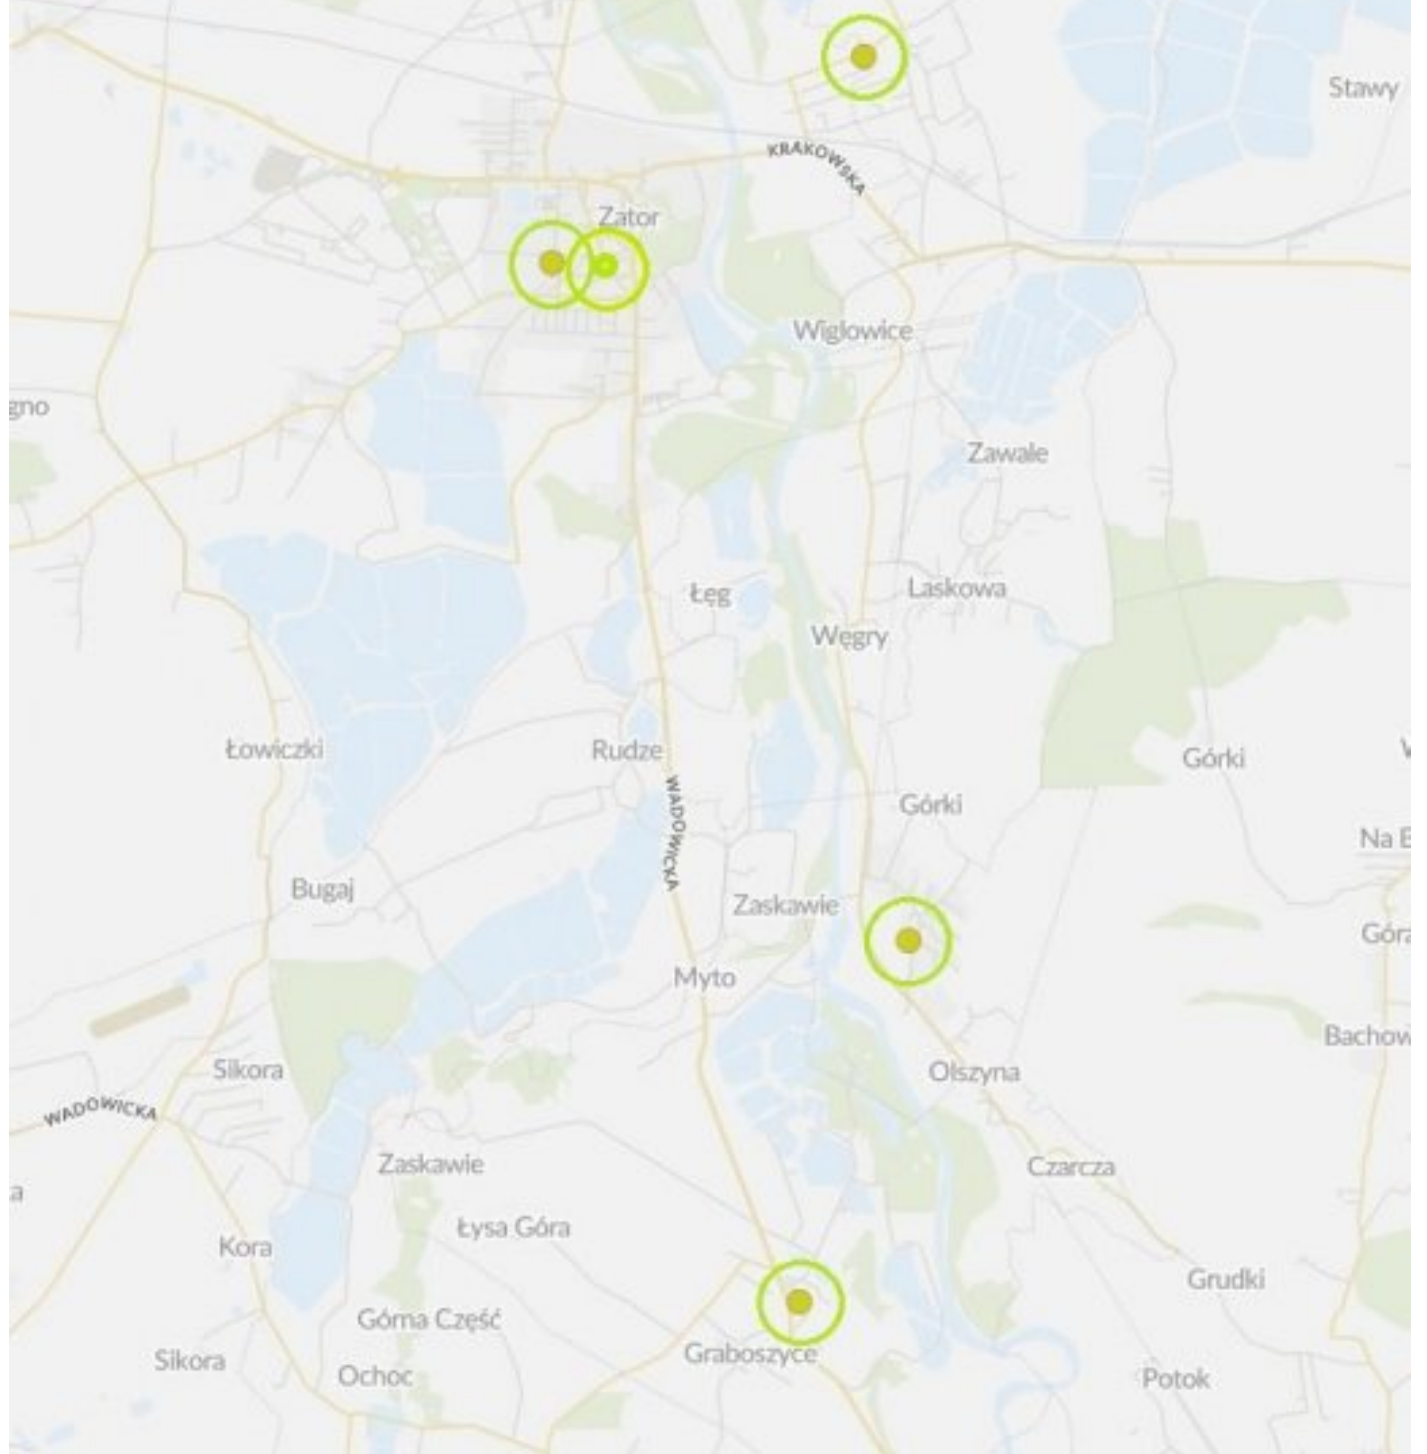 Stawy
KRAKOWSKA
Zator
Wiglowice
gno
Zawale
Laskowa
Łęg
Węgry
Łowiczki
Rudze
Górki
WADOWICKA
Górki
Na B
Bugaj
Zaskawie
Góra
Myto
Bachow
Sikora
Olszyna
WADOWICKA
Zaskawie
Czarcza
a
Łysa Góra
Kora
Grudki
Górna Część
Graboszyce
Sikora
Ochoc
Potok